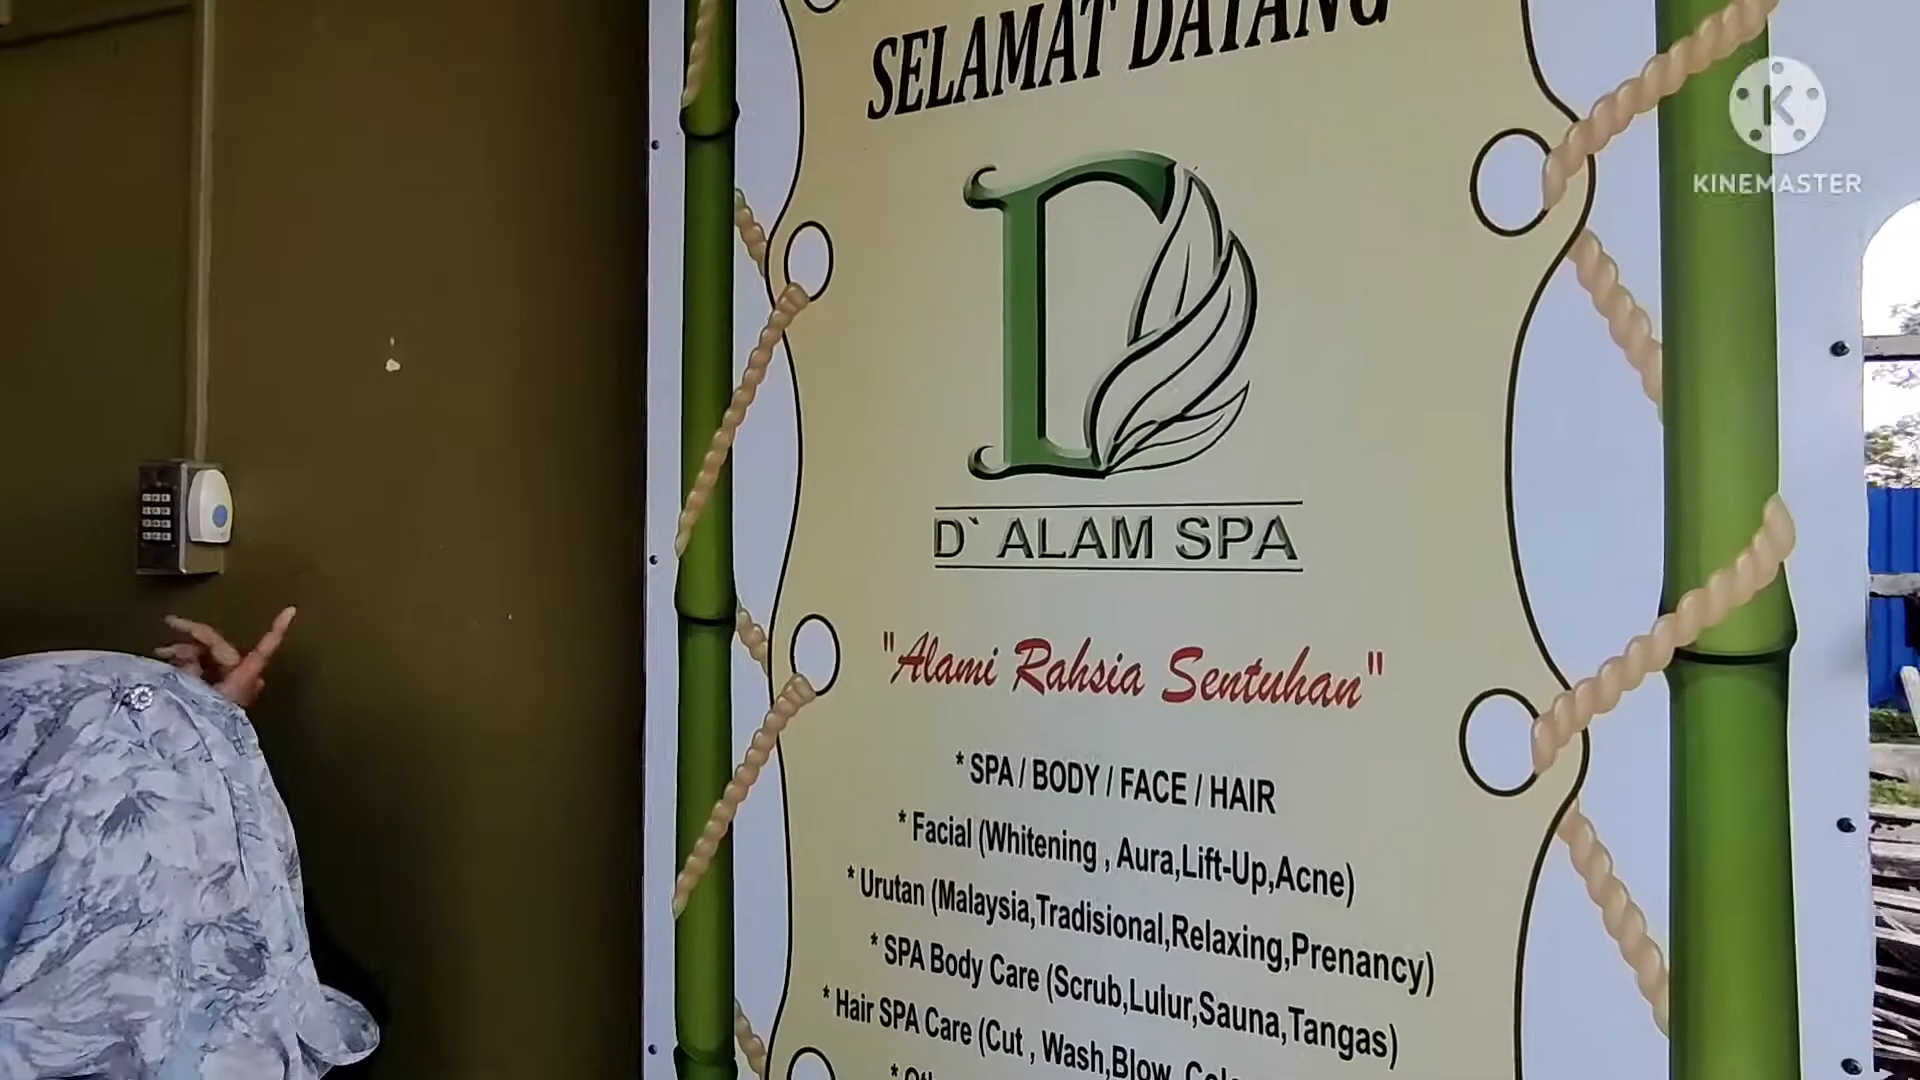 SELAMAT DATANG
KINEMASTER
D` ALAM SPA
"Alami Rahsia Sentuhan"
* SPA / BODY / FACE / HAIR
* Facial (Whitening , Aura,Lift-Up,Acne)
* Urutan (Malaysia,Tradisional,Relaxing,Prenancy)
* SPA Body Care (Scrub,Lulur,Sauna,Tangas)
* Hair SPA Care (Cut , Wash,Blow,